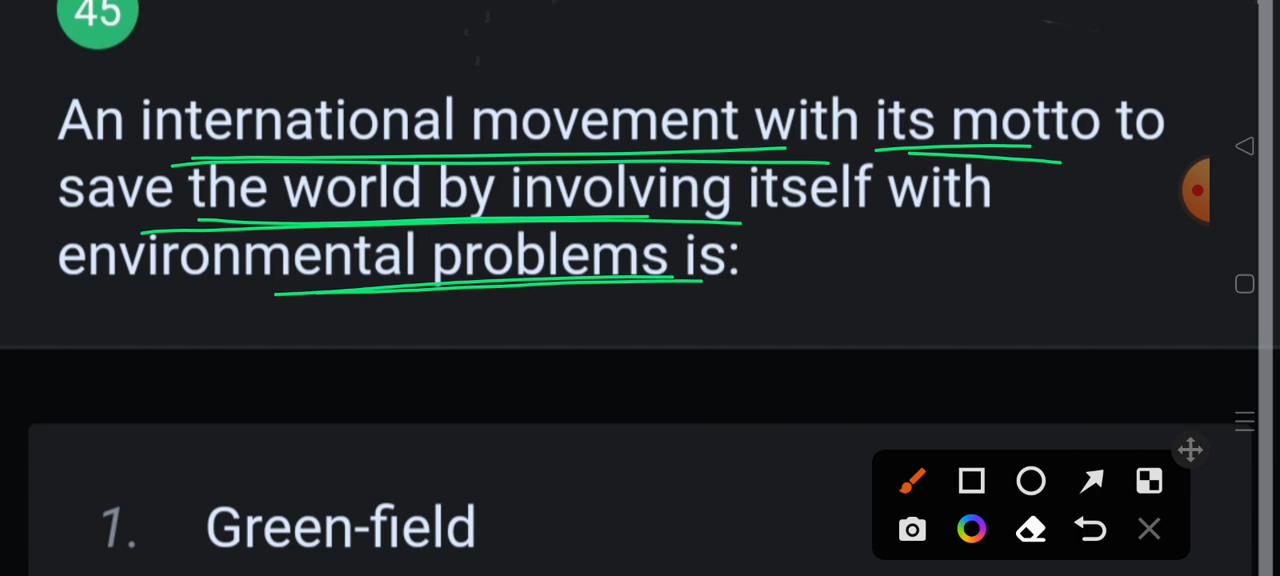 45
An international movement with its motto to
save the world by involving itself with
environmental problems is:
1. Green-field